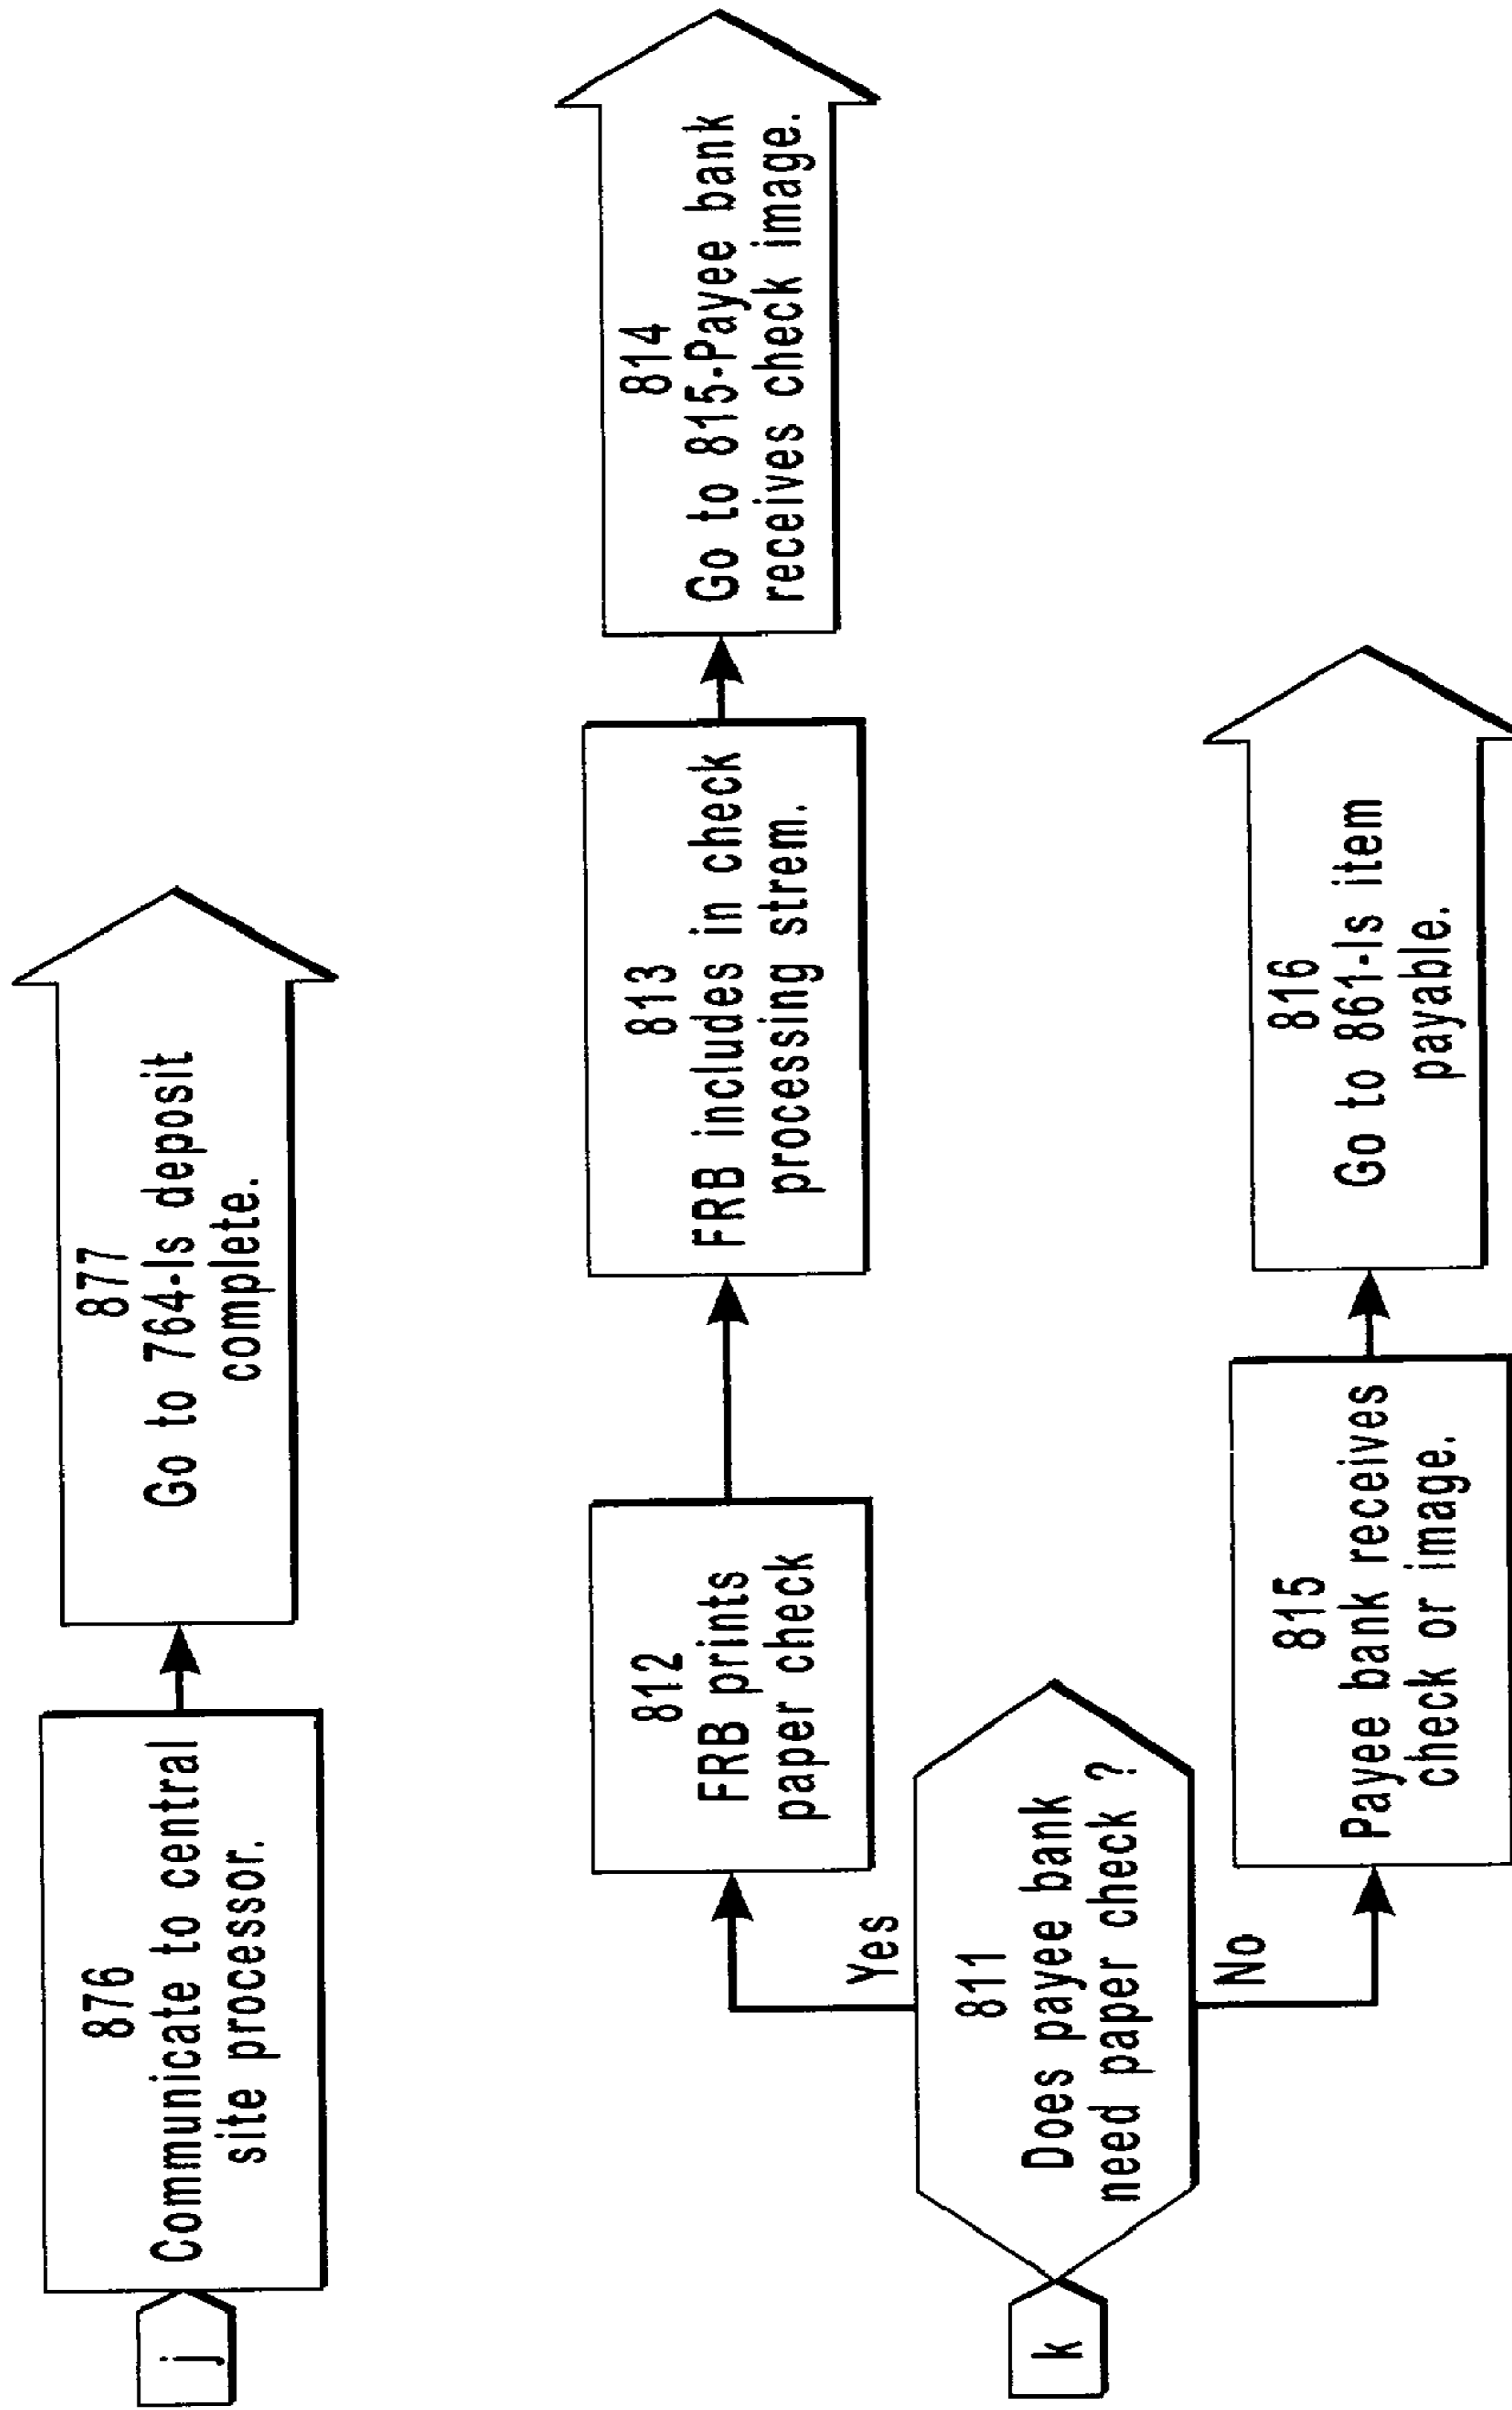 j
876
Communicate to central
site processor.
877
Go to 764-Is deposit
complete.
k
811
Does payee bank
need paper check ?
Yes
812
FRB prints
paper check
813
FRB includes in check
processing strem.
814
Go to 815-Payee bank
receives check image.
No
815
Payee bank receives
check or image.
816
Go to 861-Is item
payable.